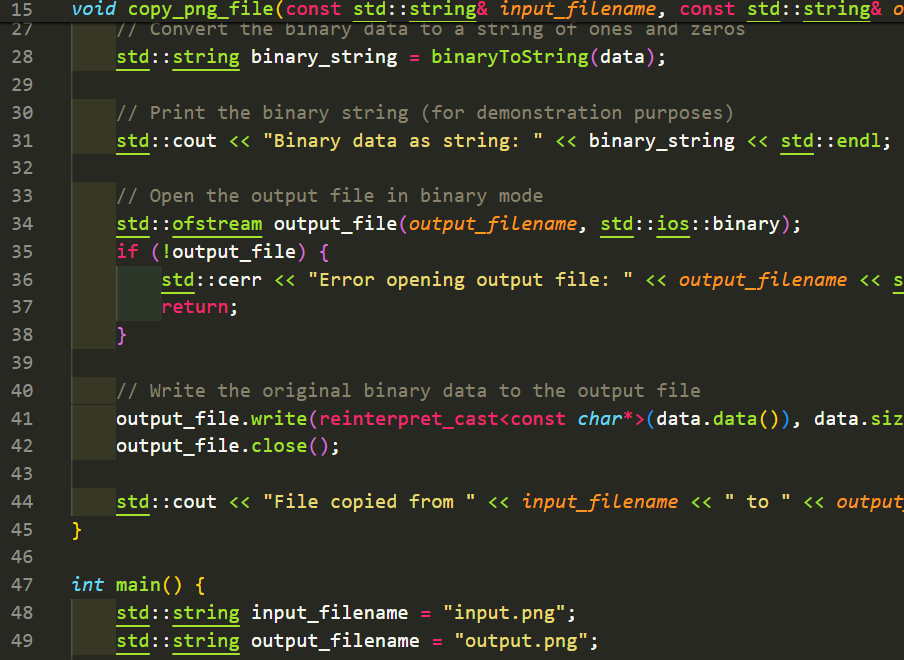 15 void copy_png_file(const std::string& input_filename, const std::string& o
27 // Convert the binary data to a string of ones and zeros
28 std::string binary_string = binaryToString(data);
29
30 // Print the binary string (for demonstration purposes)
31 std::cout << "Binary data as string: " << binary_string << std::endl;
32
33 // Open the output file in binary mode
34 std::ofstream output_file(output_filename, std::ios::binary);
35 if (!output_file) {
36 std::cerr << "Error opening output file: " << output_filename << s
37 return;
38 }
39
40 // Write the original binary data to the output file
41 output_file.write(reinterpret_cast<const char*>(data.data()), data.siz
42 output_file.close();
43
44 std::cout << "File copied from " << input_filename << " to " << output_
45 }
46
47 int main() {
48 std::string input_filename = "input.png";
49 std::string output_filename = "output.png";